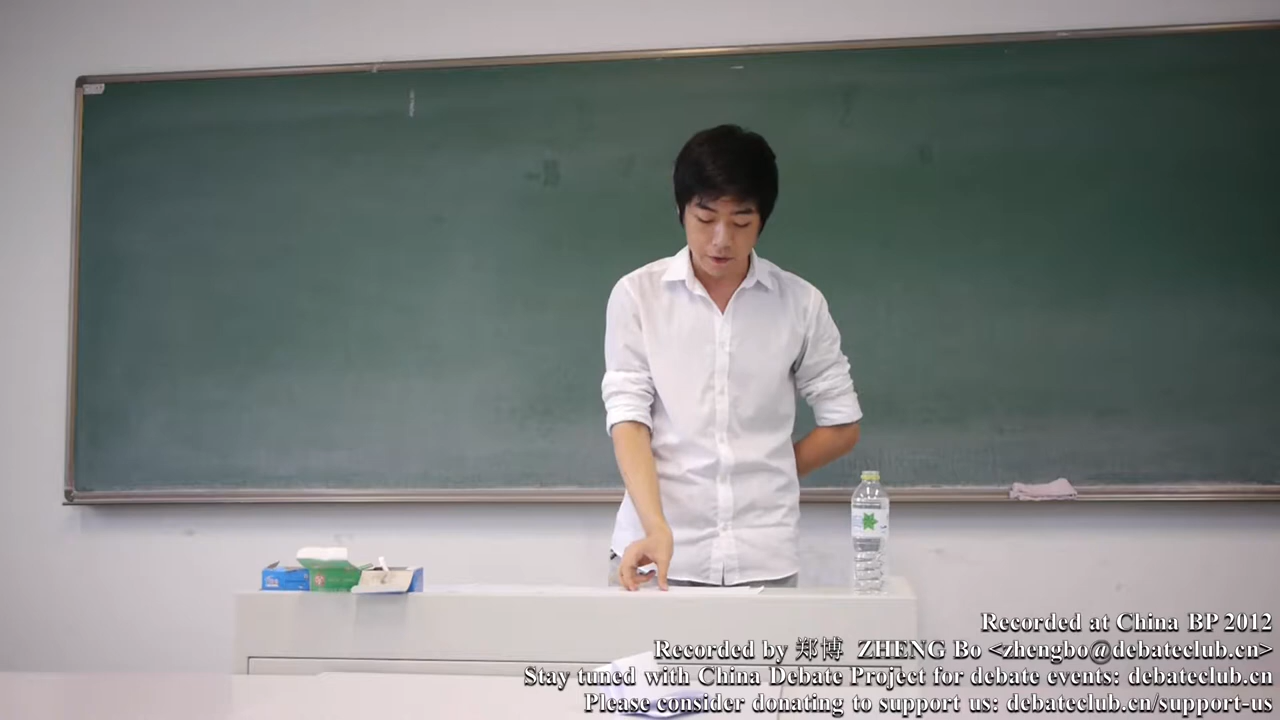 Recorded at China BP 2012
Recorded by 郑博 ZHENG Bo <zhengbo@debateclub.cn>
Stay tuned with China Debate Project for debate events: debateclub.cn
Please consider donating to support us: debateclub.cn/support-us